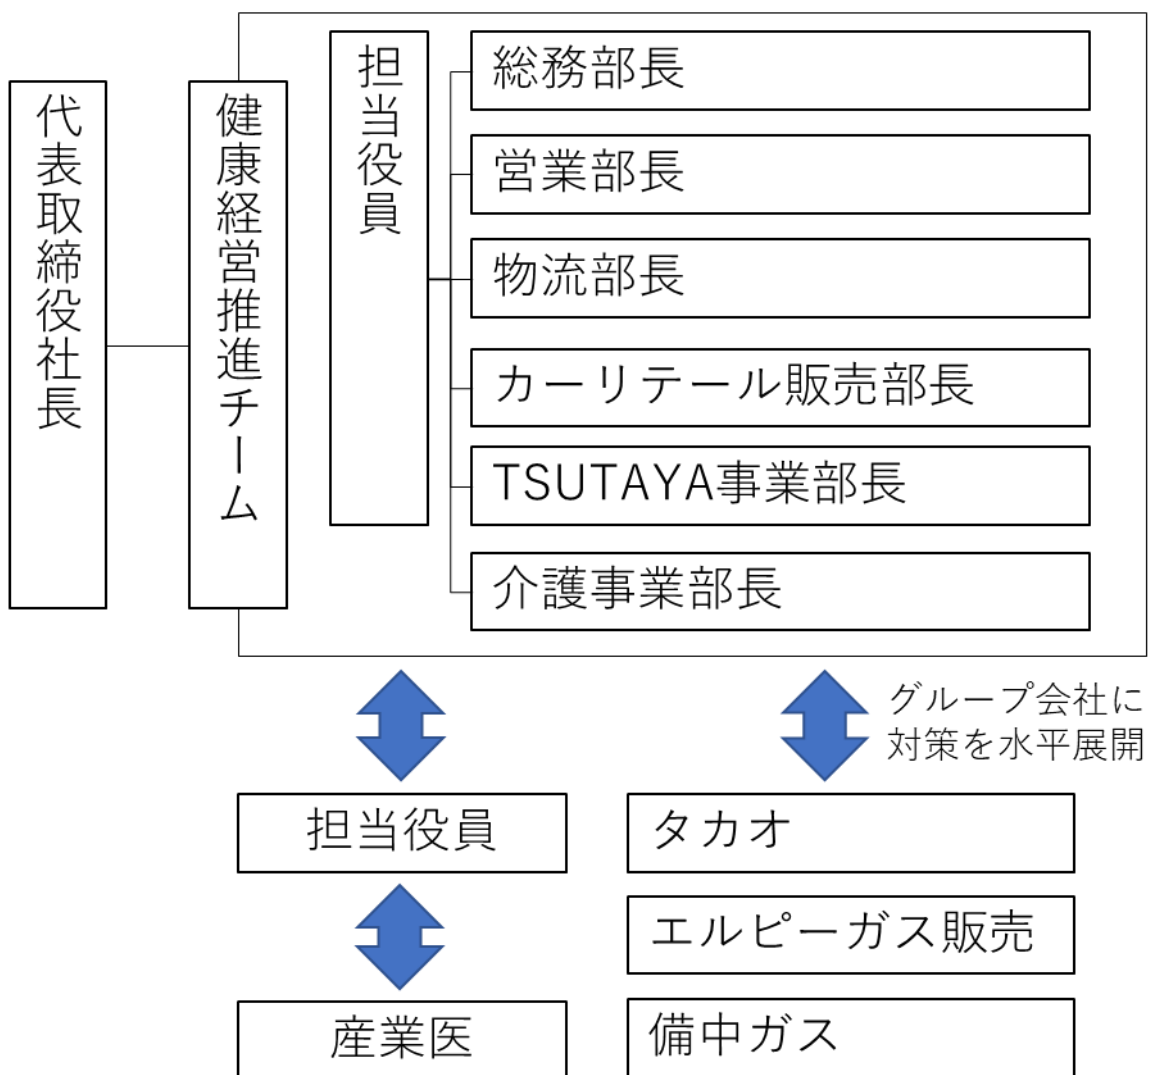 代表取締役社長
健康経営推進チーム
担当役員
総務部長
営業部長
物流部長
カーリテール販売部長
TSUTAYA事業部長
介護事業部長
グループ会社に
対策を水平展開
担当役員
産業医
タカオ
エルピーガス販売
備中ガス